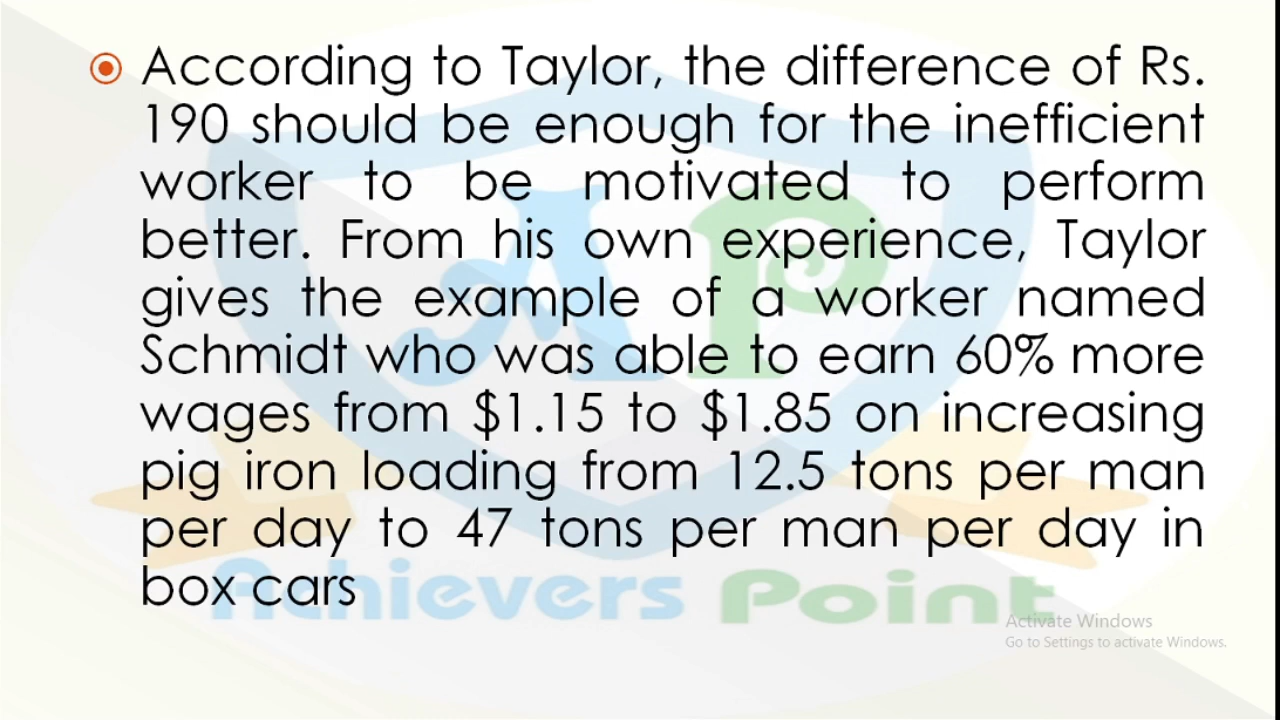 According to Taylor, the difference of Rs.
190 should be enough for the inefficient
worker to be motivated to perform
better. From his own experience, Taylor
gives the example of a worker named
Schmidt who was able to earn 60% more
wages from $1.15 to $1.85 on increasing
pig iron loading from 12.5 tons per man
per day to 47 tons per man per day in
box cars
AP
Achievers Point
Activate Windows
Go to Settings to activate Windows.